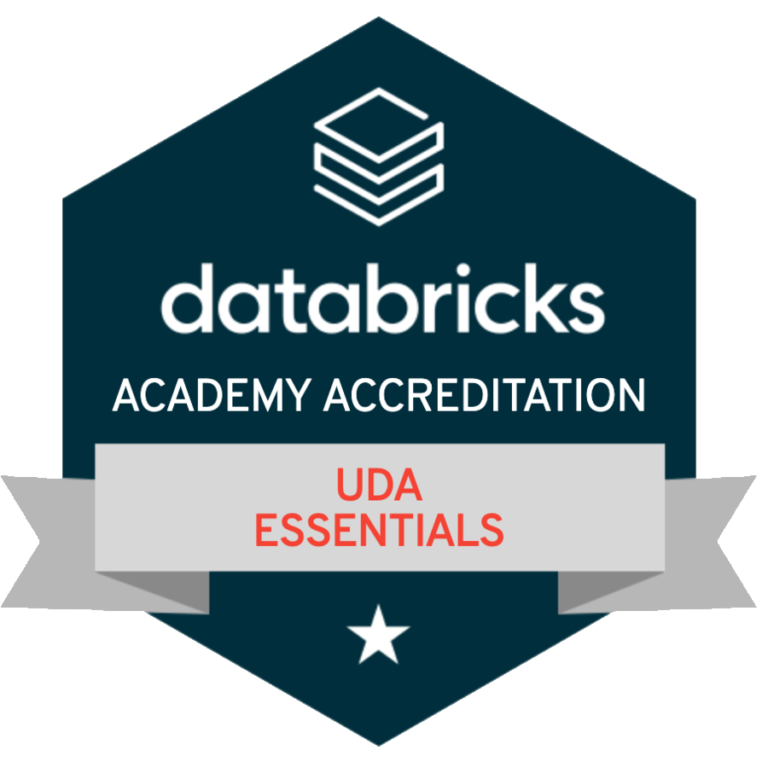 databricks
ACADEMY ACCREDITATION
UDA
ESSENTIALS